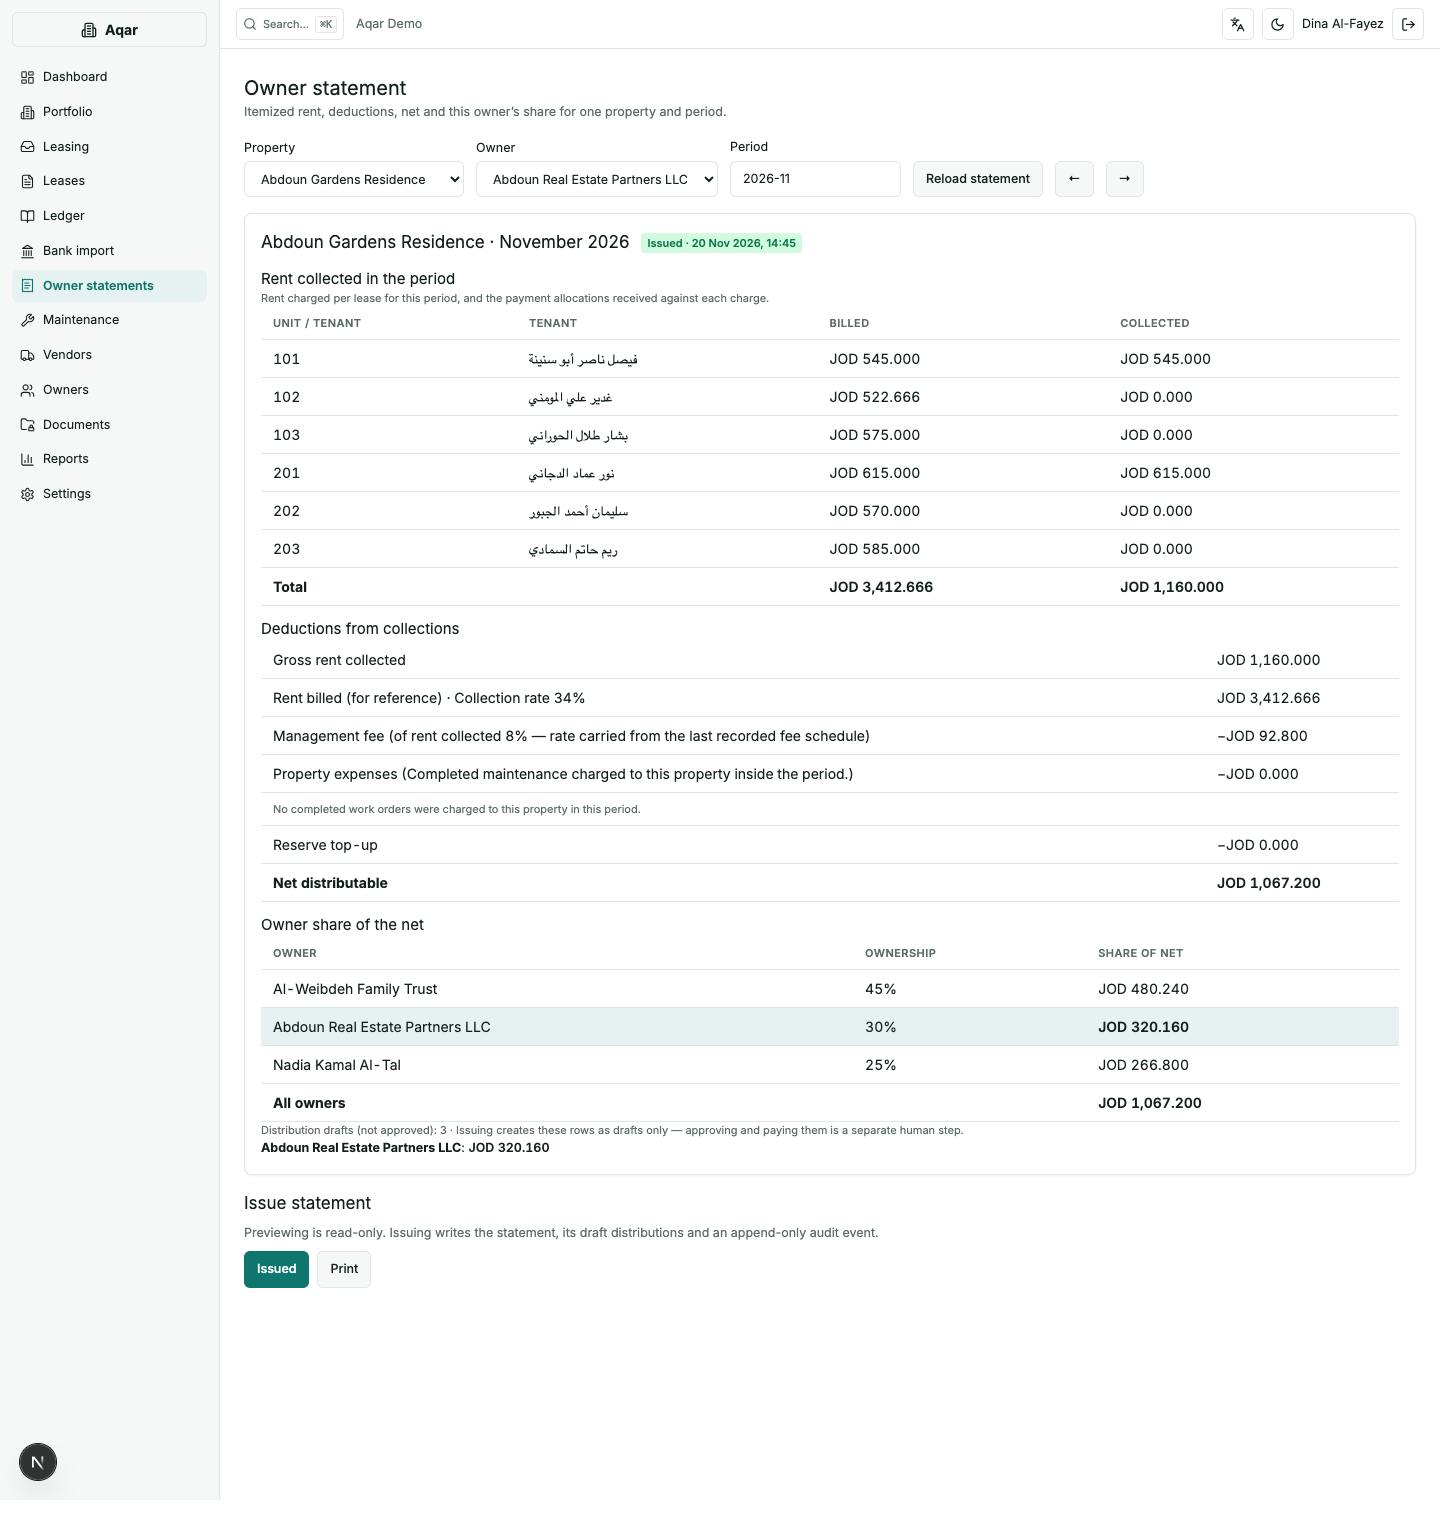 Aqar
Search... ⌘K
Aqar Demo
Dina Al-Fayez
Dashboard
Portfolio
Leasing
Leases
Ledger
Bank import
Owner statements
Maintenance
Vendors
Owners
Documents
Reports
Settings
Owner statement
Itemized rent, deductions, net and this owner’s share for one property and period.
Property Owner Period
Abdoun Gardens Residence Abdoun Real Estate Partners LLC 2026-11 Reload statement ← →
Abdoun Gardens Residence · November 2026 Issued · 20 Nov 2026, 14:45
Rent collected in the period
Rent charged per lease for this period, and the payment allocations received against each charge.
UNIT / TENANT TENANT BILLED COLLECTED
101 فيصل ناصر أبو سنينة JOD 545.000 JOD 545.000
102 غدير علي المومني JOD 522.666 JOD 0.000
103 بشار طلال الحوراني JOD 575.000 JOD 0.000
201 نور عماد الدجاني JOD 615.000 JOD 615.000
202 سليمان أحمد الجبور JOD 570.000 JOD 0.000
203 ريم حاتم السمادي JOD 585.000 JOD 0.000
Total JOD 3,412.666 JOD 1,160.000
Deductions from collections
Gross rent collected JOD 1,160.000
Rent billed (for reference) · Collection rate 34% JOD 3,412.666
Management fee (of rent collected 8% — rate carried from the last recorded fee schedule) −JOD 92.800
Property expenses (Completed maintenance charged to this property inside the period.) −JOD 0.000
No completed work orders were charged to this property in this period.
Reserve top-up −JOD 0.000
Net distributable JOD 1,067.200
Owner share of the net
OWNER OWNERSHIP SHARE OF NET
Al-Weibdeh Family Trust 45% JOD 480.240
Abdoun Real Estate Partners LLC 30% JOD 320.160
Nadia Kamal Al-Tal 25% JOD 266.800
All owners JOD 1,067.200
Distribution drafts (not approved): 3 · Issuing creates these rows as drafts only — approving and paying them is a separate human step.
Abdoun Real Estate Partners LLC: JOD 320.160
Issue statement
Previewing is read-only. Issuing writes the statement, its draft distributions and an append-only audit event.
Issued Print
N